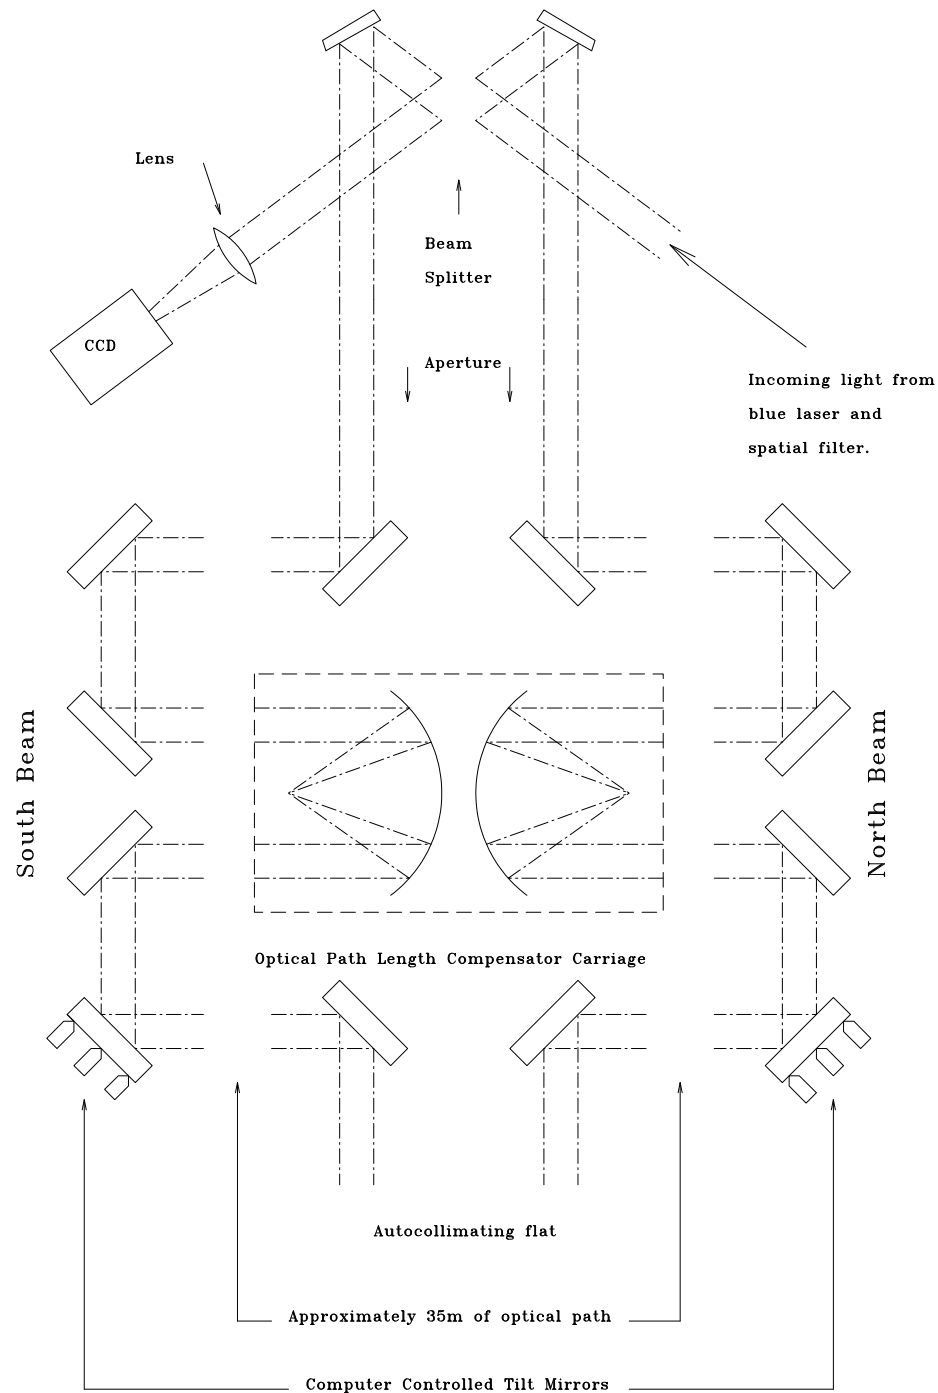 Lens
Beam
Splitter
CCD
Aperture
Incoming light from
blue laser and
spatial filter.
South Beam
North Beam
Optical Path Length Compensator Carriage
Autocollimating flat
Approximately 35m of optical path
Computer Controlled Tilt Mirrors